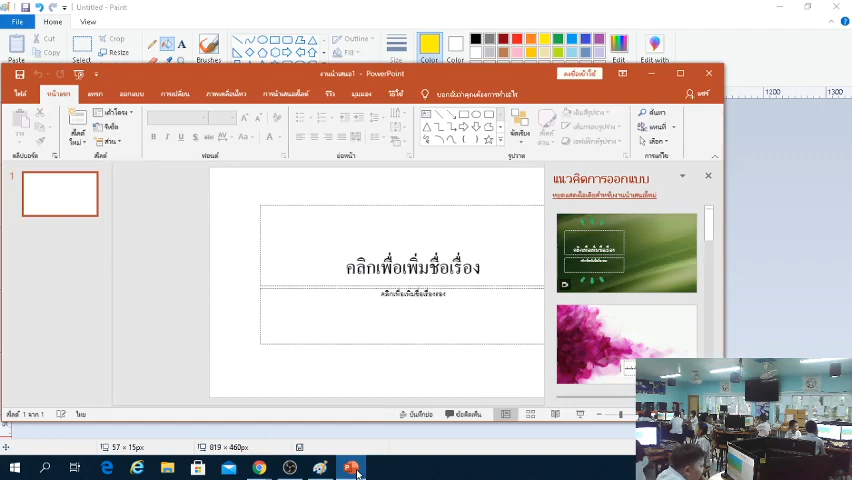 Untitled - Paint
File
Home
View
Cut
Copy
Crop
Resize
Select
Brushes
Outline
Fill
Color
Color
Edit
Edit with
1200
1300
งานนำเสนอ1 - PowerPoint
ลงชื่อเข้าใช้
ไฟล์
หน้าแรก
แทรก
ออกแบบ
การเปลี่ยน
ภาพเคลื่อนไหว
การนำเสนอสไลด์
รีวิว
มุมมอง
วิธีใช้
บอกฉันว่าคุณต้องการทำอะไร
แชร์
วาง
สไลด์ใหม่
เค้าโครง
รีเซ็ต
ส่วน
จัดเรียง
ค้นหา
แทนที่
เลือก
คลิปบอร์ด
สไลด์
ฟอนต์
ย่อหน้า
รูปวาด
การแก้ไข
1
คลิกเพื่อเพิ่มชื่อเรื่อง
คลิกเพื่อเพิ่มชื่อเรื่องรอง
แนวคิดการออกแบบ
สไลด์ 1 จาก 1
ไทย
บันทึกย่อ
ข้อคิดเห็น
57 × 15px
819 × 460px